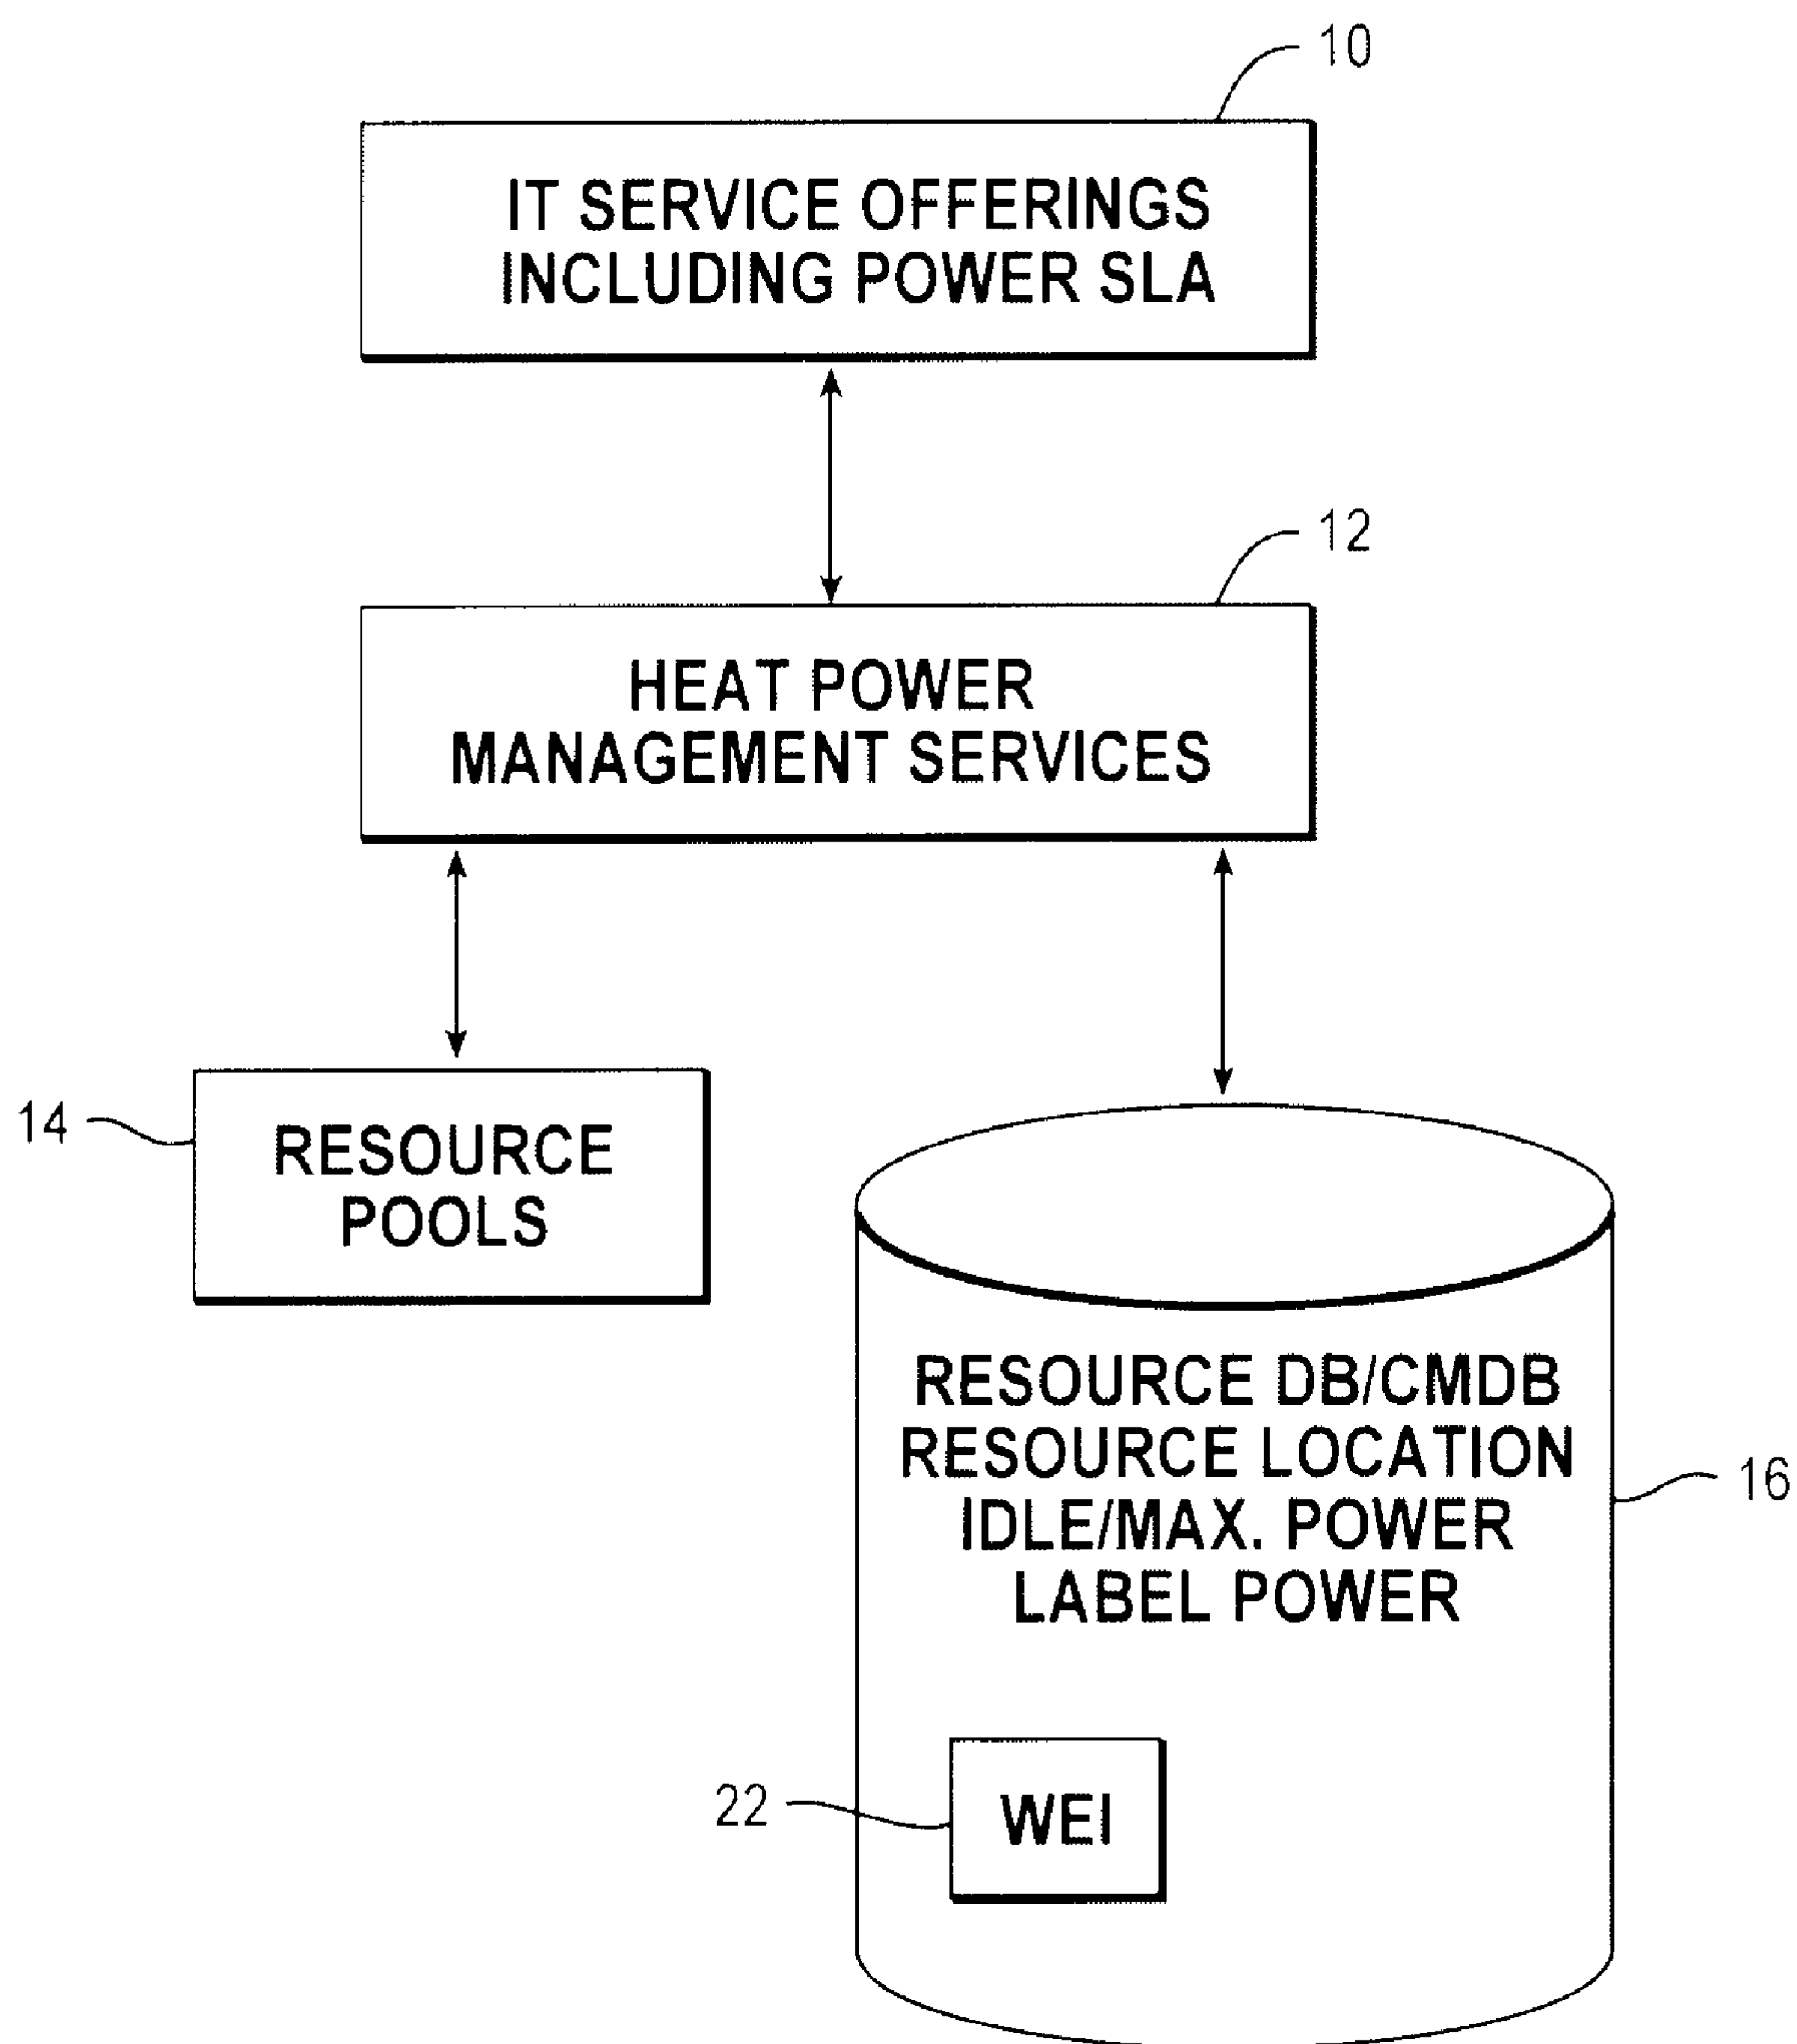 10
IT SERVICE OFFERINGS
INCLUDING POWER SLA
12
HEAT POWER
MANAGEMENT SERVICES
14
RESOURCE
POOLS
RESOURCE DB/CMDB
RESOURCE LOCATION
IDLE/MAX. POWER
LABEL POWER
16
22
WEI